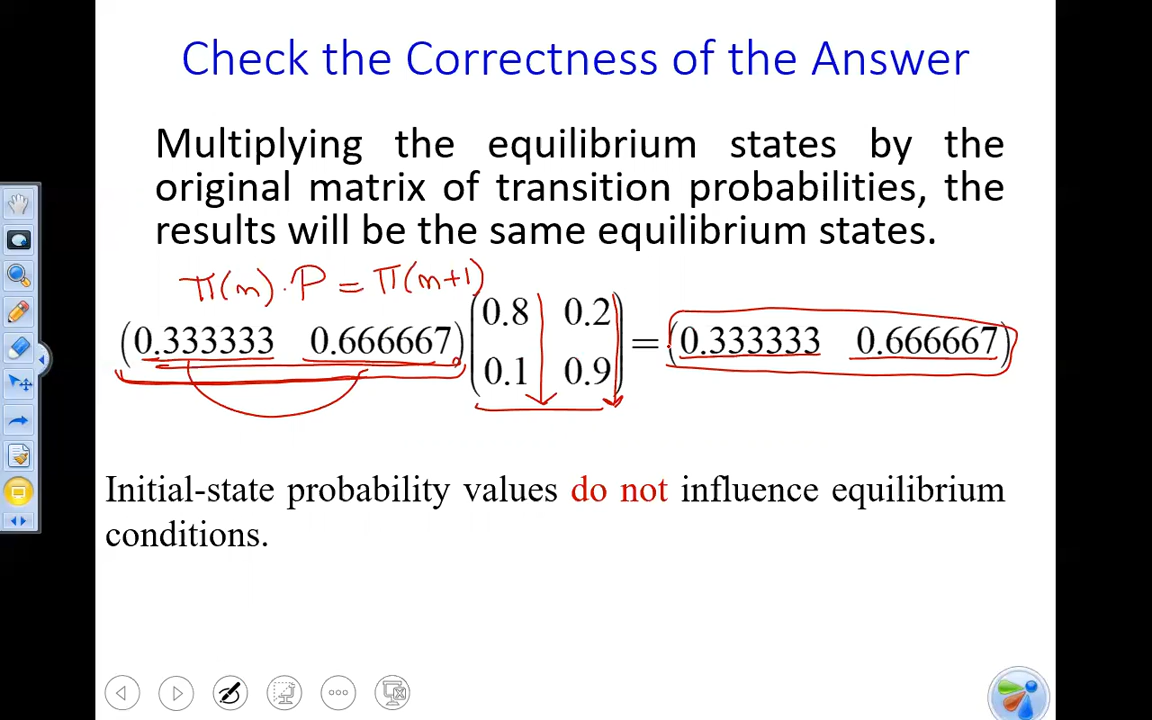 Check the Correctness of the Answer
Multiplying the equilibrium states by the
original matrix of transition probabilities, the
results will be the same equilibrium states.
π(n) · P = π(n+1)
(0.333333 0.666667) (0.8 0.2
0.1 0.9) = (0.333333 0.666667)
Initial-state probability values do not influence equilibrium
conditions.